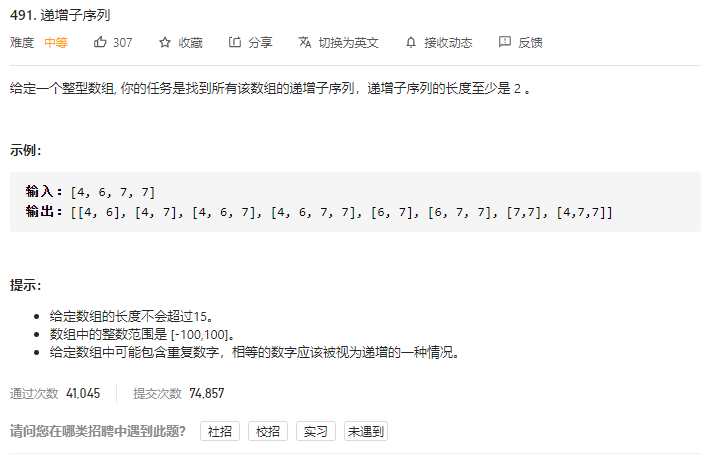 491. 递增子序列
难度 中等 307 收藏 分享 切换为英文 接收动态 反馈
给定一个整型数组, 你的任务是找到所有该数组的递增子序列，递增子序列的长度至少是 2 。
示例：
输入：[4, 6, 7, 7]
输出：[[4, 6], [4, 7], [4, 6, 7], [4, 6, 7, 7], [6, 7], [6, 7, 7], [7,7], [4,7,7]]
提示：
• 给定数组的长度不会超过15。
• 数组中的整数范围是 [-100,100]。
• 给定数组中可能包含重复数字，相等的数字应该被视为递增的一种情况。
通过次数 41,045 提交次数 74,857
请问您在哪类招聘中遇到此题？ 社招 校招 实习 未遇到